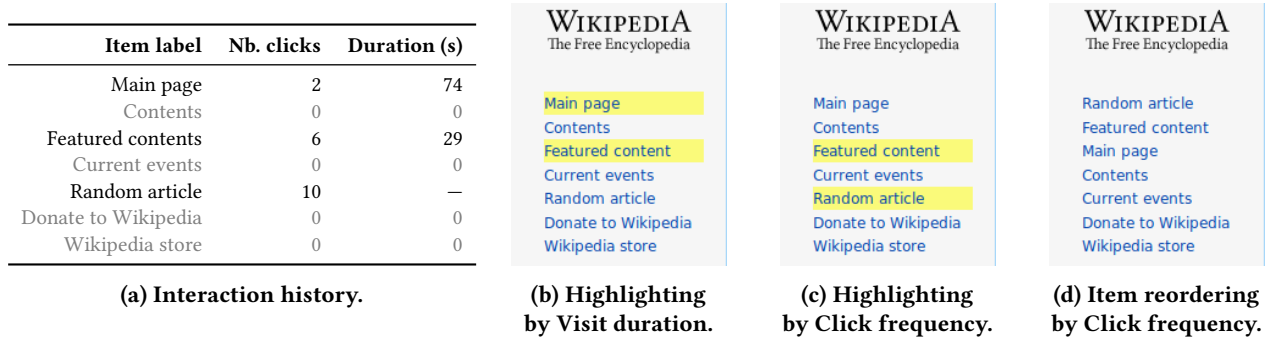 Item label Nb. clicks Duration (s)
Main page 2 74
Contents 0 0
Featured contents 6 29
Current events 0 0
Random article 10 —
Donate to Wikipedia 0 0
Wikipedia store 0 0
(a) Interaction history.
WIKIPEDIA
The Free Encyclopedia
Main page
Contents
Featured content
Current events
Random article
Donate to Wikipedia
Wikipedia store
(b) Highlighting
by Visit duration.
WIKIPEDIA
The Free Encyclopedia
Main page
Contents
Featured content
Current events
Random article
Donate to Wikipedia
Wikipedia store
(c) Highlighting
by Click frequency.
WIKIPEDIA
The Free Encyclopedia
Random article
Featured content
Main page
Contents
Current events
Donate to Wikipedia
Wikipedia store
(d) Item reordering
by Click frequency.